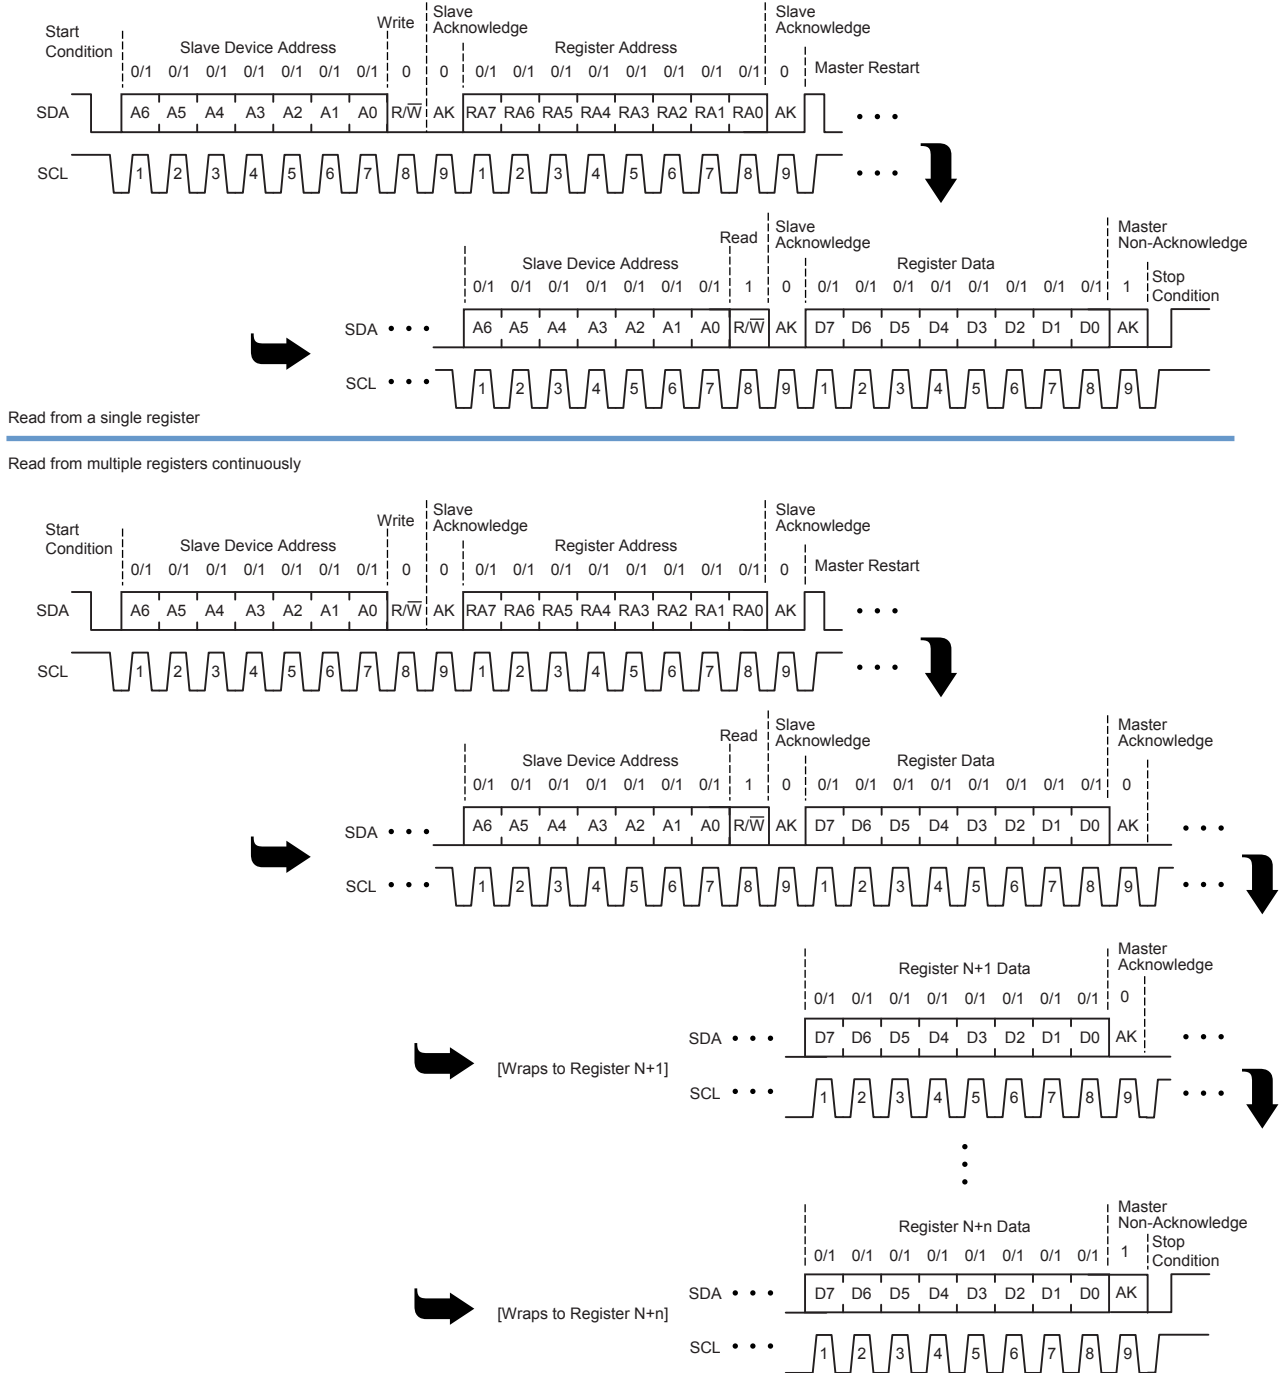 Start Condition
Slave Device Address
Write
Slave Acknowledge
Register Address
Slave Acknowledge
Master Restart
0/1 0/1 0/1 0/1 0/1 0/1 0/1 0 0 0/1 0/1 0/1 0/1 0/1 0/1 0/1 0/1 0
SDA A6 A5 A4 A3 A2 A1 A0 R/W AK RA7 RA6 RA5 RA4 RA3 RA2 RA1 RA0 AK • • •
SCL 1 2 3 4 5 6 7 8 9 1 2 3 4 5 6 7 8 9 • • •
Slave Device Address
Read
Slave Acknowledge
Register Data
Master Non-Acknowledge
Stop Condition
0/1 0/1 0/1 0/1 0/1 0/1 0/1 1 0 0/1 0/1 0/1 0/1 0/1 0/1 0/1 0/1 1
SDA • • • A6 A5 A4 A3 A2 A1 A0 R/W AK D7 D6 D5 D4 D3 D2 D1 D0 AK
SCL • • • 1 2 3 4 5 6 7 8 9 1 2 3 4 5 6 7 8 9
Read from a single register
Read from multiple registers continuously
Start Condition
Slave Device Address
Write
Slave Acknowledge
Register Address
Slave Acknowledge
Master Restart
0/1 0/1 0/1 0/1 0/1 0/1 0/1 0 0 0/1 0/1 0/1 0/1 0/1 0/1 0/1 0/1 0
SDA A6 A5 A4 A3 A2 A1 A0 R/W AK RA7 RA6 RA5 RA4 RA3 RA2 RA1 RA0 AK • • •
SCL 1 2 3 4 5 6 7 8 9 1 2 3 4 5 6 7 8 9 • • •
Slave Device Address
Read
Slave Acknowledge
Register Data
Master Acknowledge
0/1 0/1 0/1 0/1 0/1 0/1 0/1 1 0 0/1 0/1 0/1 0/1 0/1 0/1 0/1 0/1 0
SDA • • • A6 A5 A4 A3 A2 A1 A0 R/W AK D7 D6 D5 D4 D3 D2 D1 D0 AK • • •
SCL • • • 1 2 3 4 5 6 7 8 9 1 2 3 4 5 6 7 8 9 • • •
Register N+1 Data
Master Acknowledge
0/1 0/1 0/1 0/1 0/1 0/1 0/1 0/1 0
SDA • • • D7 D6 D5 D4 D3 D2 D1 D0 AK • • •
[Wraps to Register N+1]
SCL • • • 1 2 3 4 5 6 7 8 9 • • •
Register N+n Data
Master Non-Acknowledge
Stop Condition
0/1 0/1 0/1 0/1 0/1 0/1 0/1 0/1 1
SDA • • • D7 D6 D5 D4 D3 D2 D1 D0 AK
[Wraps to Register N+n]
SCL • • • 1 2 3 4 5 6 7 8 9